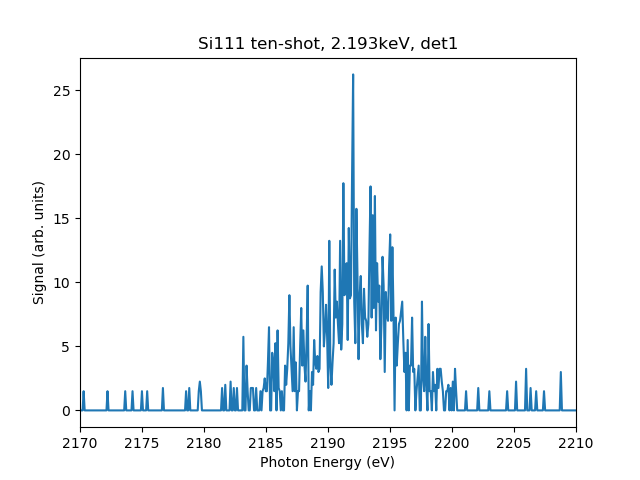 Si111 ten-shot, 2.193keV, det1
Signal (arb. units)
25
20
15
10
5
0
2170 2175 2180 2185 2190 2195 2200 2205 2210
Photon Energy (eV)